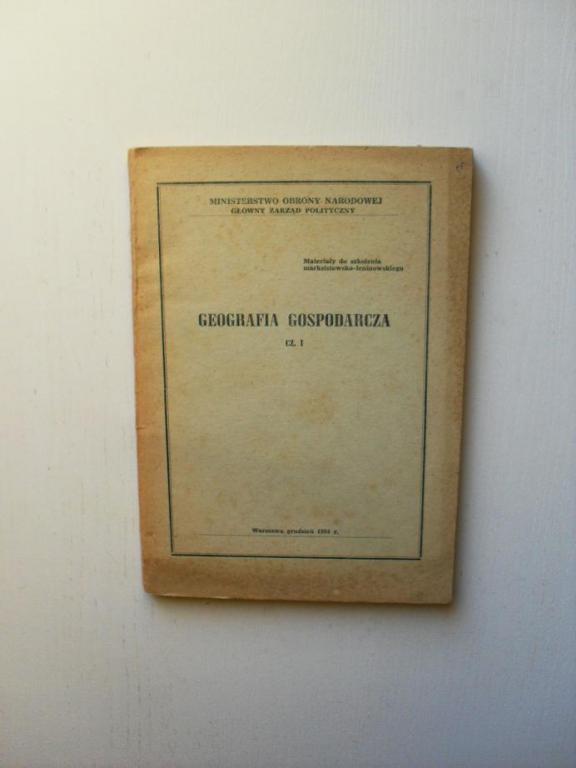 MINISTERSTWO OBRONY NARODOWEJ
GŁÓWNY ZARZĄD POLITYCZNY
Materiały do szkolenia
marksistowsko-leninowskiego
GEOGRAFIA GOSPODARCZA
CZ. I
Warszawa, grudzień r.